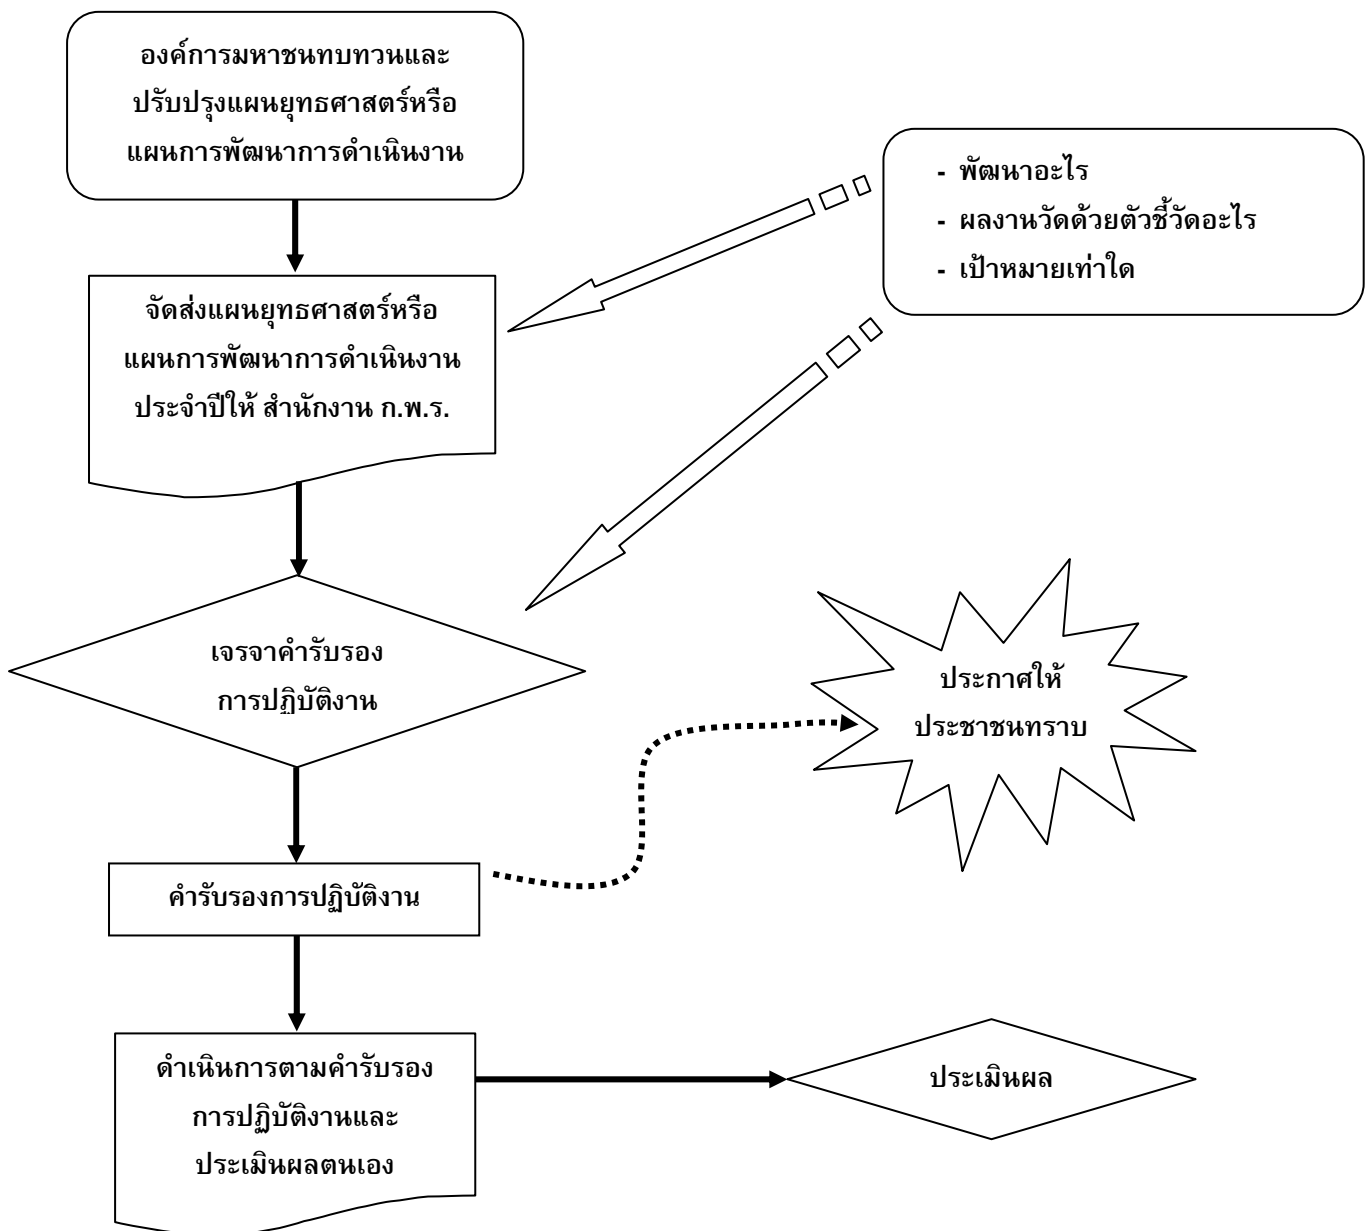 องค์การมหาชนทบทวนและ
ปรับปรุงแผนยุทธศาสตร์หรือ
แผนการพัฒนาการดำเนินงาน
- พัฒนาอะไร
- ผลงานวัดด้วยตัวชี้วัดอะไร
- เป้าหมายเท่าใด
จัดส่งแผนยุทธศาสตร์หรือ
แผนการพัฒนาการดำเนินงาน
ประจำปีให้ สำนักงาน ก.พ.ร.
เจรจาคำรับรอง
การปฏิบัติงาน
ประกาศให้
ประชาชนทราบ
คำรับรองการปฏิบัติงาน
ดำเนินการตามคำรับรอง
การปฏิบัติงานและ
ประเมินผลตนเอง
ประเมินผล